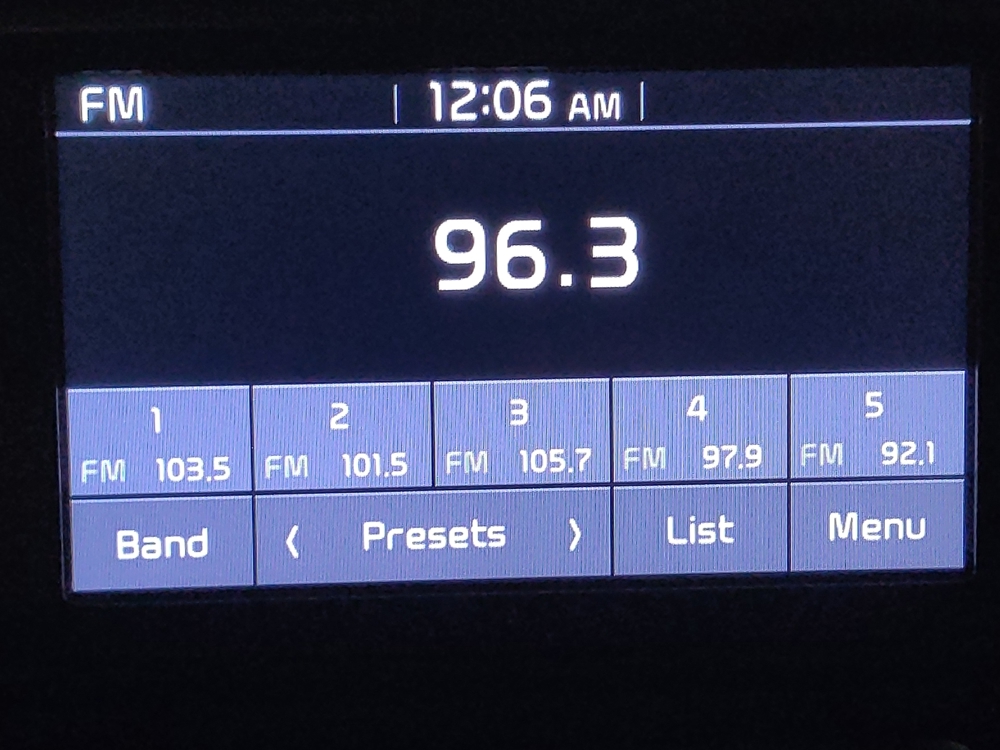 FM | 12:06 AM |
96.3
1 2 3 4 5
FM 103.5 FM 101.5 FM 105.7 FM 97.9 FM 92.1
Band ⟨ Presets ⟩ List Menu